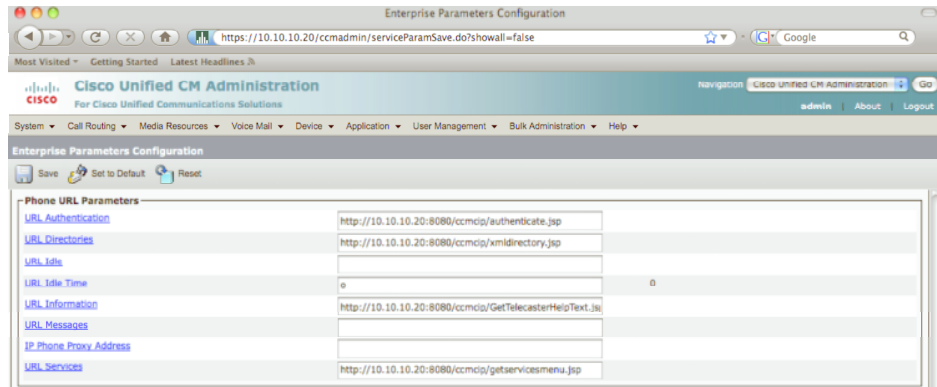 Enterprise Parameters Configuration
https://10.10.10.20/ccmadmin/serviceParamSave.do?showall=false
G Google
Most Visited Getting Started Latest Headlines
CISCO
Cisco Unified CM Administration
For Cisco Unified Communications Solutions
Navigation Cisco Unified CM Administration Go
admin | About | Logout
System Call Routing Media Resources Voice Mail Device Application User Management Bulk Administration Help
Enterprise Parameters Configuration
Save Set to Default Reset
Phone URL Parameters
URL Authentication http://10.10.10.20:8080/ccmcip/authenticate.jsp
URL Directories http://10.10.10.20:8080/ccmcip/xmldirectory.jsp
URL Idle
URL Idle Time 0 0
URL Information http://10.10.10.20:8080/ccmcip/GetTelecasterHelpText.jsp
URL Messages
IP Phone Proxy Address
URL Services http://10.10.10.20:8080/ccmcip/getservicesmenu.jsp